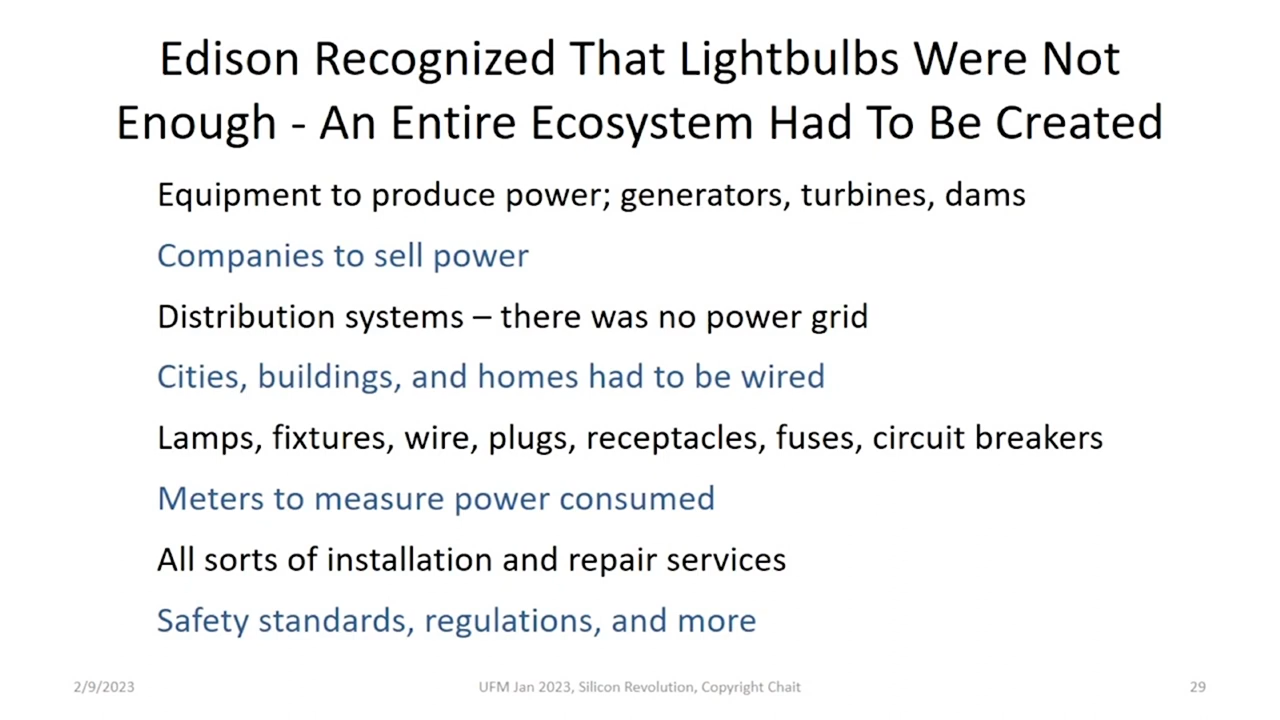 Edison Recognized That Lightbulbs Were Not
Enough - An Entire Ecosystem Had To Be Created
Equipment to produce power; generators, turbines, dams
Companies to sell power
Distribution systems – there was no power grid
Cities, buildings, and homes had to be wired
Lamps, fixtures, wire, plugs, receptacles, fuses, circuit breakers
Meters to measure power consumed
All sorts of installation and repair services
Safety standards, regulations, and more
2/9/2023
UFM Jan 2023, Silicon Revolution, Copyright Chait
29